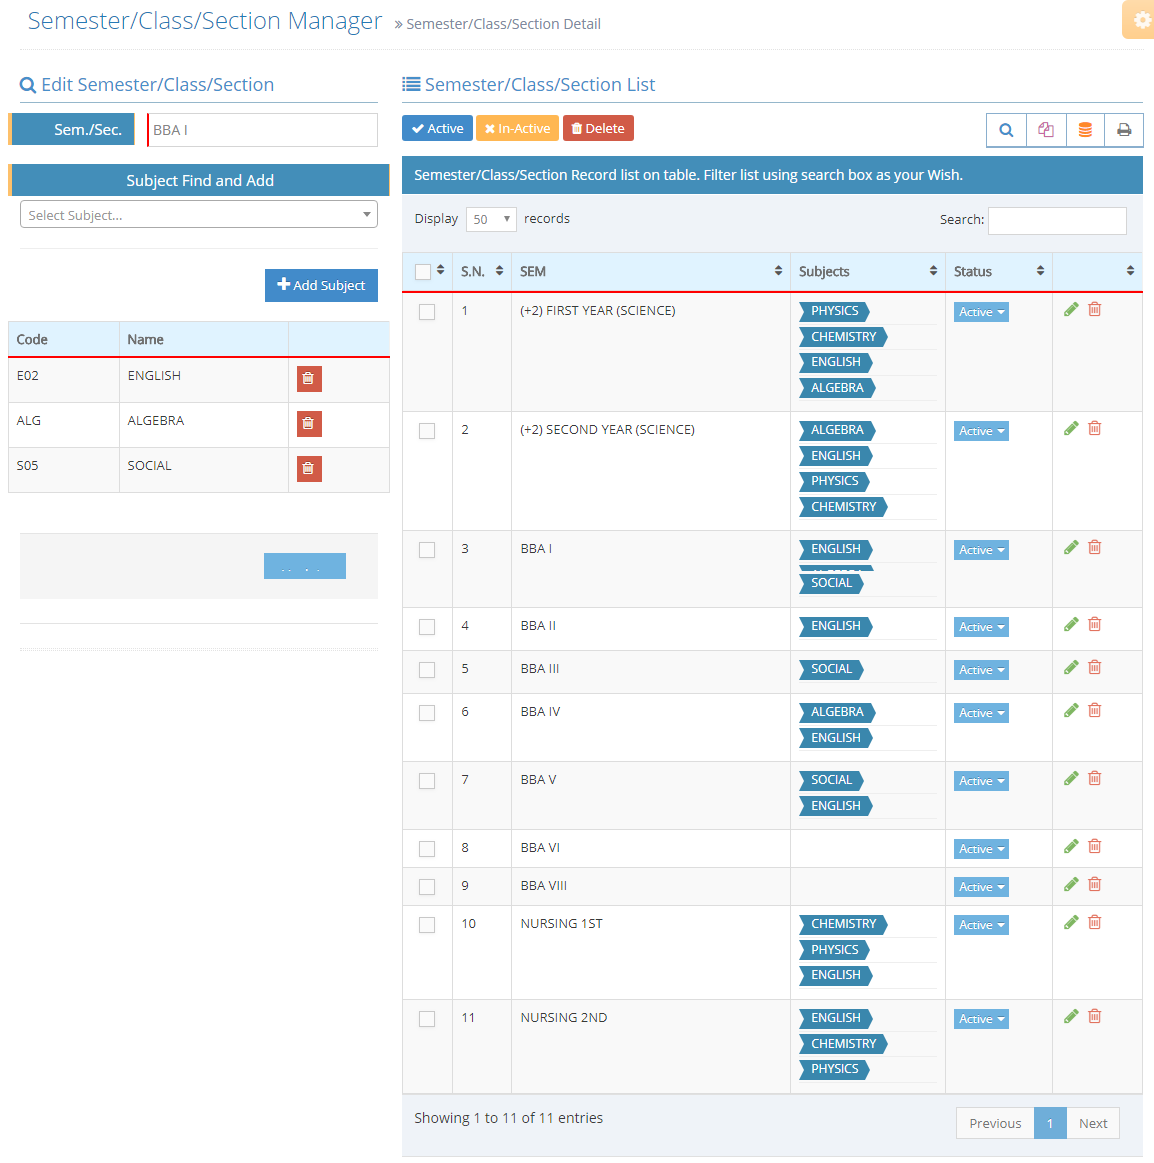 Semester/Class/Section Manager » Semester/Class/Section Detail
Edit Semester/Class/Section
Sem./Sec. BBA I
Subject Find and Add
Select Subject...
Add Subject
Code Name
E02 ENGLISH
ALG ALGEBRA
S05 SOCIAL
Semester/Class/Section List
Active In-Active Delete
Semester/Class/Section Record list on table. Filter list using search box as your Wish.
Display 50 records Search:
S.N. SEM Subjects Status
1 (+2) FIRST YEAR (SCIENCE) PHYSICS Active
CHEMISTRY
ENGLISH
ALGEBRA
2 (+2) SECOND YEAR (SCIENCE) ALGEBRA Active
ENGLISH
PHYSICS
CHEMISTRY
3 BBA I ENGLISH Active
SOCIAL
4 BBA II ENGLISH Active
5 BBA III SOCIAL Active
6 BBA IV ALGEBRA Active
ENGLISH
7 BBA V SOCIAL Active
ENGLISH
8 BBA VI Active
9 BBA VIII Active
10 NURSING 1ST CHEMISTRY Active
PHYSICS
ENGLISH
11 NURSING 2ND ENGLISH Active
CHEMISTRY
PHYSICS
Showing 1 to 11 of 11 entries
Previous 1 Next